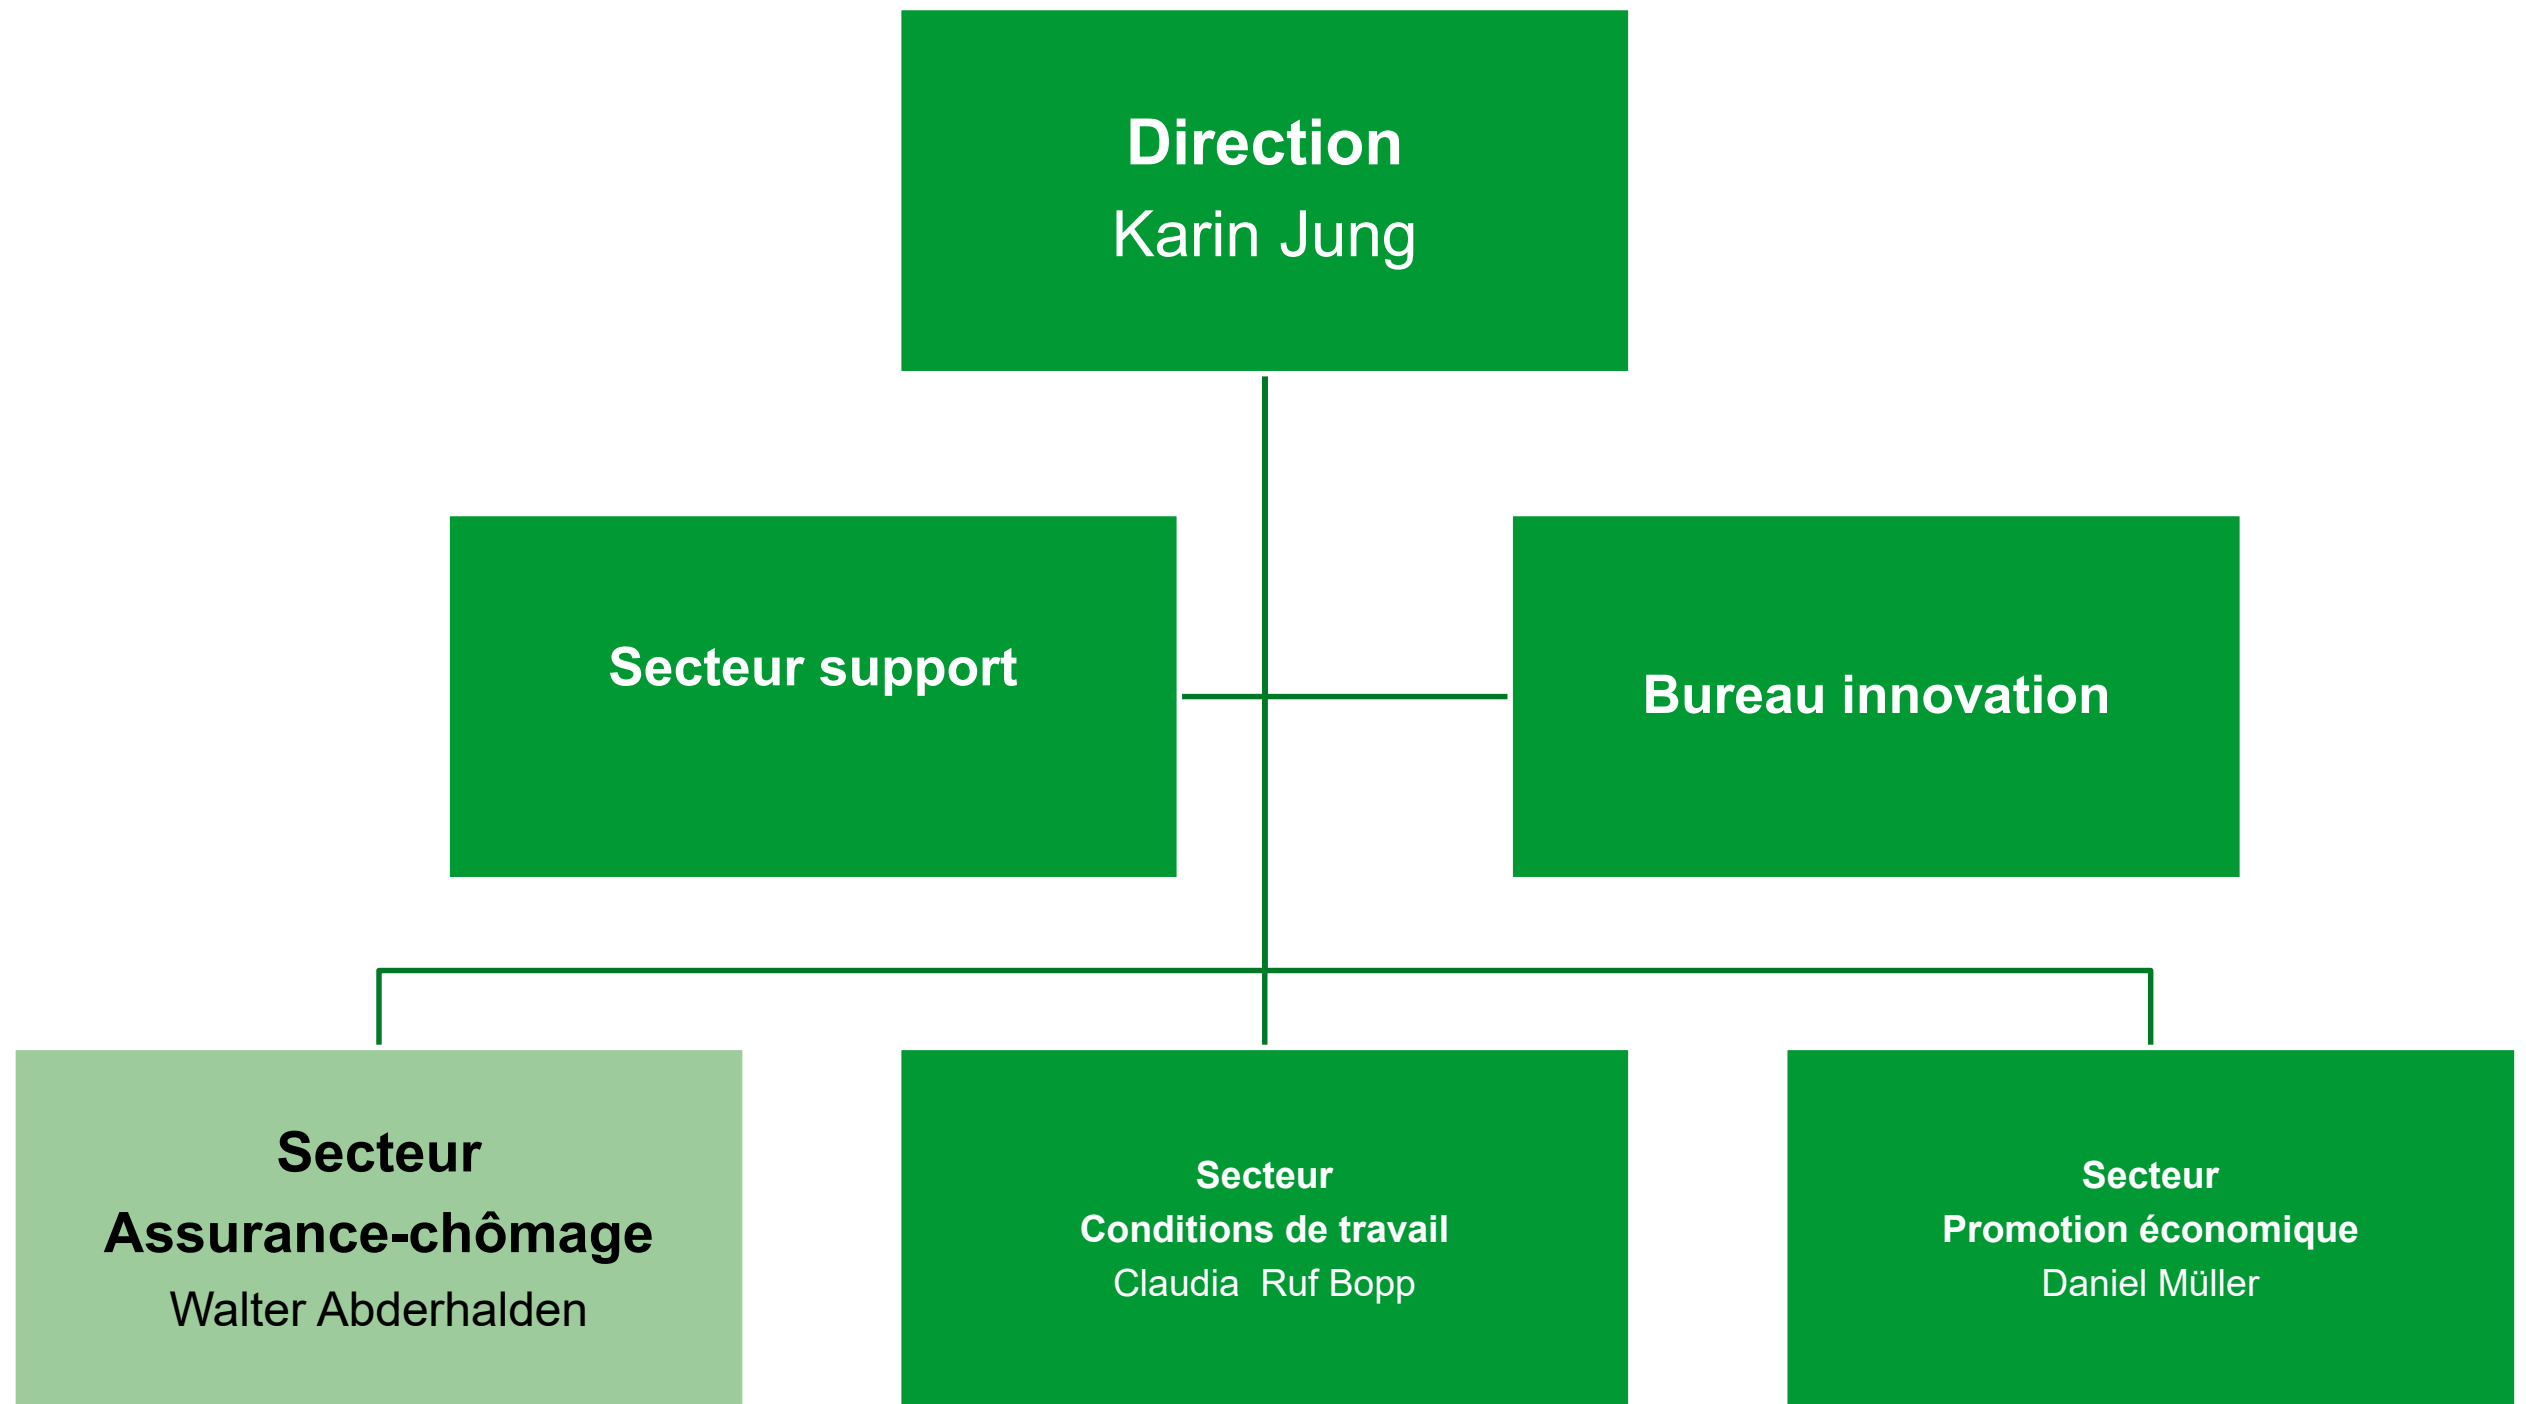 Direction
Karin Jung
Secteur support
Bureau innovation
Secteur
Assurance-chômage
Walter Abderhalden
Secteur
Conditions de travail
Claudia  Ruf Bopp
Secteur
Promotion économique
Daniel Müller